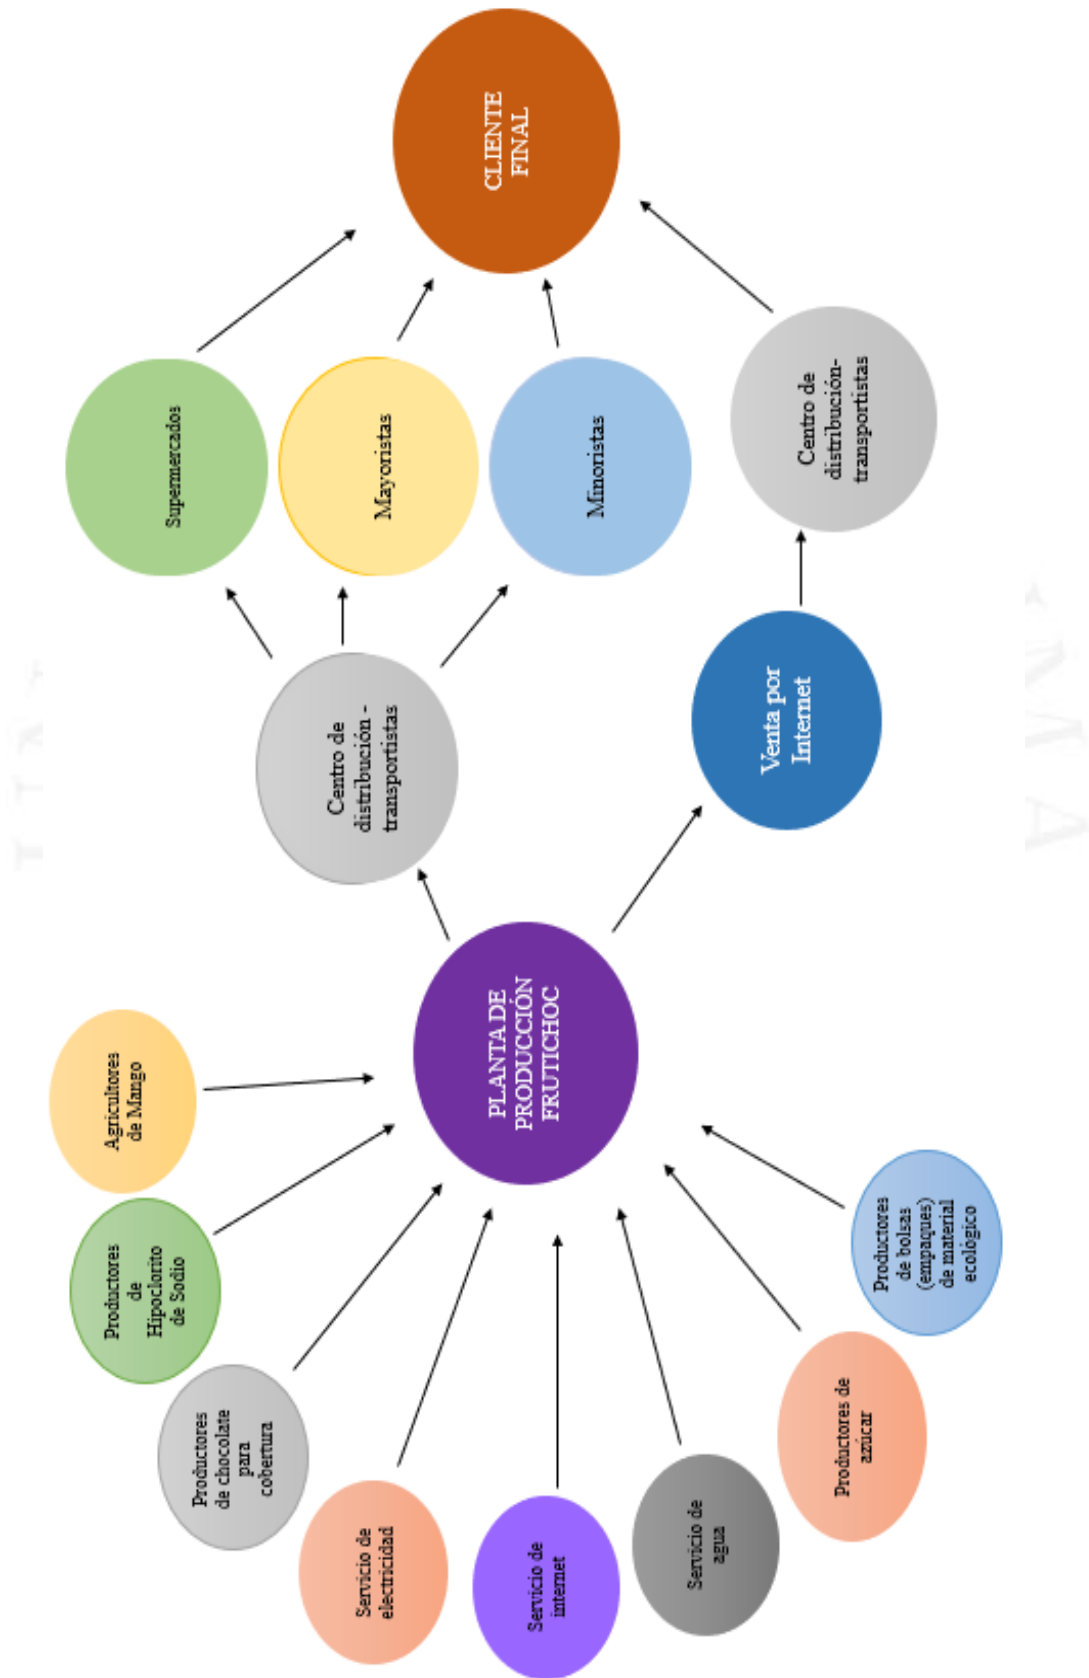 Agricultores
de Mango
Productores
de
Hipoclorito
de Sodio
Productores
de chocolate
para
cobertura
Servicio de
electricidad
Servicio de
internet
Servicio de
agua
Productores de
azúcar
Productores
de bolsas
(empaques)
de material
ecológico
PLANTA DE
PRODUCCIÓN
FRUTICHOC
Centro de
distribución -
transportistas
Venta por
Internet
Supermercados
Mayoristas
Minoristas
Centro de
distribución-
transportistas
CLIENTE
FINAL